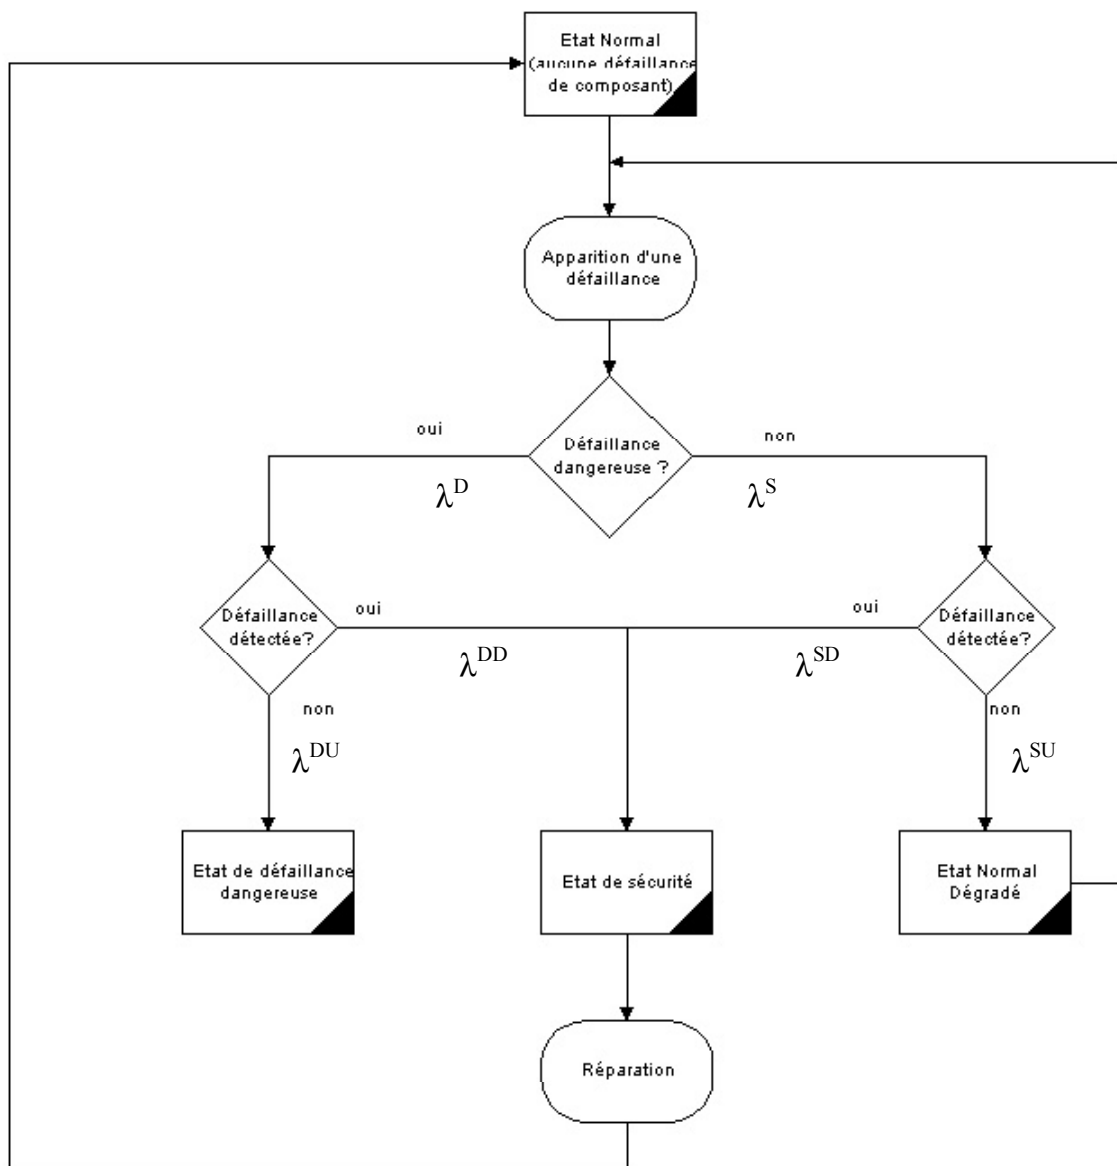 Etat Normal
(aucune défaillance
de composant)
Apparition d'une
défaillance
oui
Défaillance
dangereuse ?
non
λD
λS
Défaillance
détectée?
oui
oui
Défaillance
détectée?
λDD
λSD
non
non
λDU
λSU
Etat de défaillance
dangereuse
Etat de sécurité
Etat Normal
Dégradé
Réparation